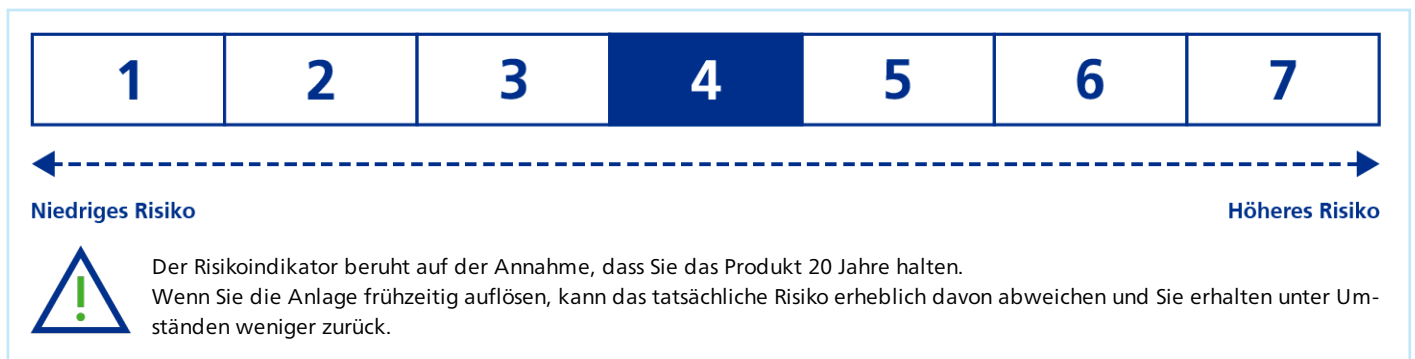 1 2 3 4 5 6 7
Niedriges Risiko Höheres Risiko
Der Risikoindikator beruht auf der Annahme, dass Sie das Produkt 20 Jahre halten.
Wenn Sie die Anlage frühzeitig auflösen, kann das tatsächliche Risiko erheblich davon abweichen und Sie erhalten unter Um-
ständen weniger zurück.